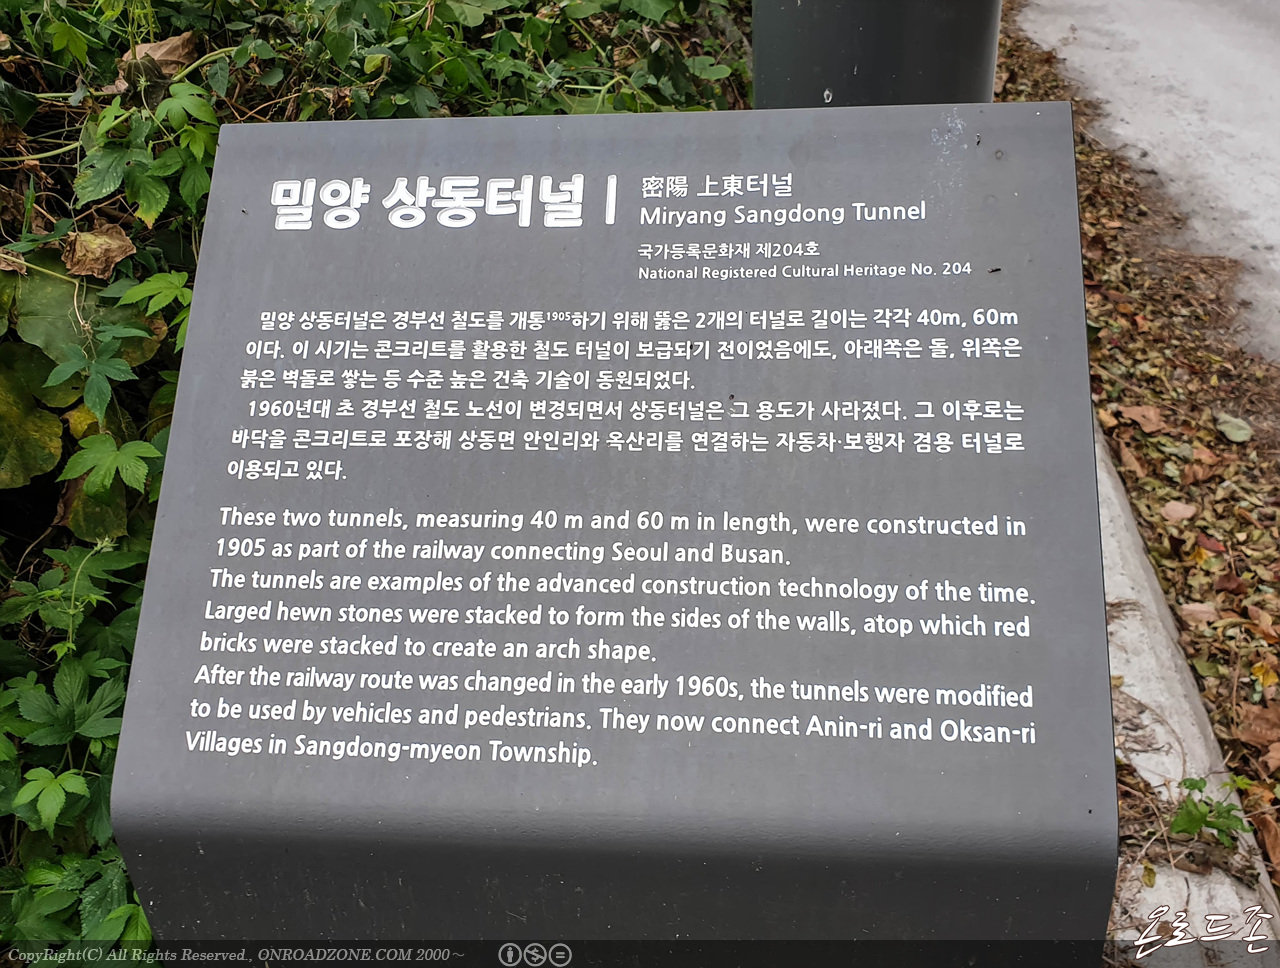 밀양 상동터널
密陽 上東터널
Miryang Sangdong Tunnel
국가등록문화재 제204호
National Registered Cultural Heritage No. 204
밀양 상동터널은 경부선 철도를 개통1905하기 위해 뚫은 2개의 터널로 길이는 각각 40m, 60m
이다. 이 시기는 콘크리트를 활용한 철도 터널이 보급되기 전이었음에도, 아래쪽은 돌, 위쪽은
붉은 벽돌로 쌓는 등 수준 높은 건축 기술이 동원되었다.
1960년대 초 경부선 철도 노선이 변경되면서 상동터널은 그 용도가 사라졌다. 그 이후로는
바닥을 콘크리트로 포장해 상동면 안인리와 옥산리를 연결하는 자동차·보행자 겸용 터널로
이용되고 있다.
These two tunnels, measuring 40 m and 60 m in length, were constructed in
1905 as part of the railway connecting Seoul and Busan.
The tunnels are examples of the advanced construction technology of the time.
Larged hewn stones were stacked to form the sides of the walls, atop which red
bricks were stacked to create an arch shape.
After the railway route was changed in the early 1960s, the tunnels were modified
to be used by vehicles and pedestrians. They now connect Anin-ri and Oksan-ri
Villages in Sangdong-myeon Township.
CopyRight(C) All Rights Reserved., ONROADZONE.COM 2000～
온로드존